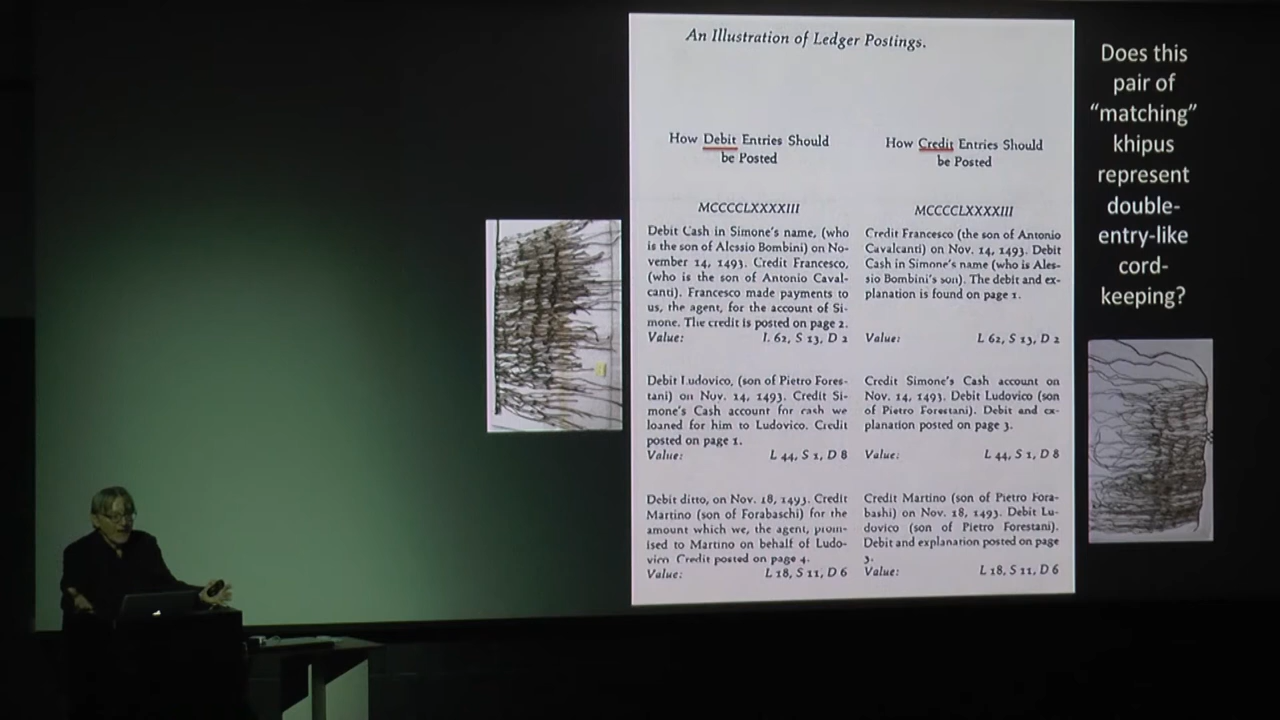 An Illustration of Ledger Postings.
How Debit Entries Should
be Posted
MCCCCLXXXXIII
Debit Cash in Simone's name, (who
is the son of Alessio Bombini) on No-
vember 14, 1493. Credit Francesco,
(who is the son of Antonio Caval-
canti). Francesco made payments to
us, the agent, for the account of Si-
mone. The credit is posted on page 2.
Value: L 62, S 13, D 2
Debit Ludovico, (son of Pietro Fores-
tani) on Nov. 14, 1493. Credit Si-
mone's Cash account for cash we
loaned for him to Ludovico. Credit
posted on page 1.
Value: L 44, S 1, D 8
Debit ditto, on Nov. 18, 1493. Credit
Martino (son of Forabaschi) for the
amount which we, the agent, prom-
ised to Martino on behalf of Ludo-
vico Credit posted on page 4.
Value: L 18, S 11, D 6
How Credit Entries Should
be Posted
MCCCCLXXXXIII
Credit Francesco (the son of Antonio
Cavalcanti) on Nov. 14, 1493. Debit
Cash in Simone's name (who is Ales-
sio Bombini's son). The debit and ex-
planation is found on page 1.
Value: L 62, S 13, D 2
Credit Simone's Cash account on
Nov. 14, 1493. Debit Ludovico (son
of Pietro Forestani). Debit and ex-
planation posted on page 3.
Value: L 44, S 1, D 8
Credit Martino (son of Pietro Fora-
bashi) on Nov. 18, 1493. Debit Lu-
dovico (son of Pietro Forestani).
Debit and explanation posted on page
3.
Value: L 18, S 11, D 6
Does this
pair of
“matching”
khipus
represent
double-
entry-like
cord-
keeping?